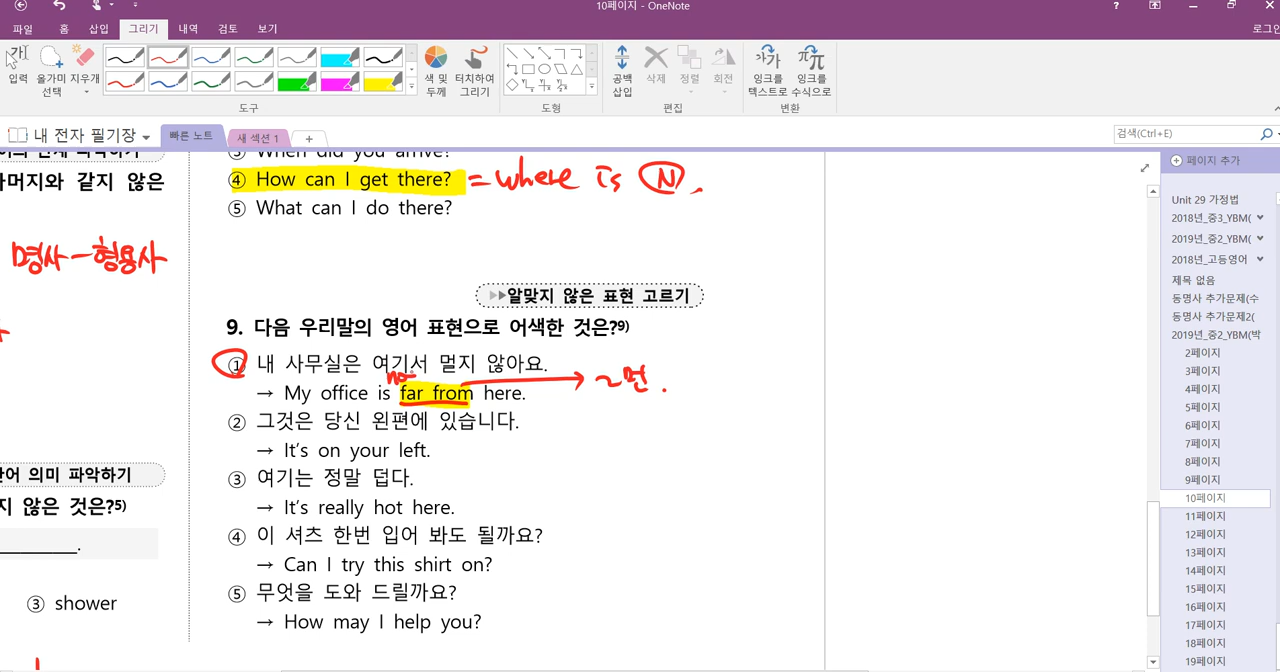 10페이지 - OneNote
파일 홈 삽입 그리기 내역 검토 보기
로그인
입력 올가미 선택 지우개
색 및 두께 터치하여 그리기
공백 삽입 삭제 정렬 회전
잉크를 텍스트로 잉크를 수식으로
도구 도형 편집 변환
내 전자 필기장 빠른 노트 새 섹션 1 +
검색(Ctrl+E)
페이지 추가
머지와 같지 않은
명사-형용사
단어 의미 파악하기
지 않은 것은?5)
___________.
③ shower
③ When did you arrive?
④ How can I get there? = where is N.
⑤ What can I do there?
알맞지 않은 표현 고르기
9. 다음 우리말의 영어 표현으로 어색한 것은?9)
① 내 사무실은 여기서 멀지 않아요.
→ My office is far from here. → ~먼.
② 그것은 당신 왼편에 있습니다.
→ It's on your left.
③ 여기는 정말 덥다.
→ It's really hot here.
④ 이 셔츠 한번 입어 봐도 될까요?
→ Can I try this shirt on?
⑤ 무엇을 도와 드릴까요?
→ How may I help you?
Unit 29 가정법
2018년_중3_YBM(
2019년_중2_YBM(
2018년_고등영어
제목 없음
동명사 추가문제(수
동명사 추가문제2(
2019년_중2_YBM(박
2페이지
3페이지
4페이지
5페이지
6페이지
7페이지
8페이지
9페이지
10페이지
11페이지
12페이지
13페이지
14페이지
15페이지
16페이지
17페이지
18페이지
19페이지